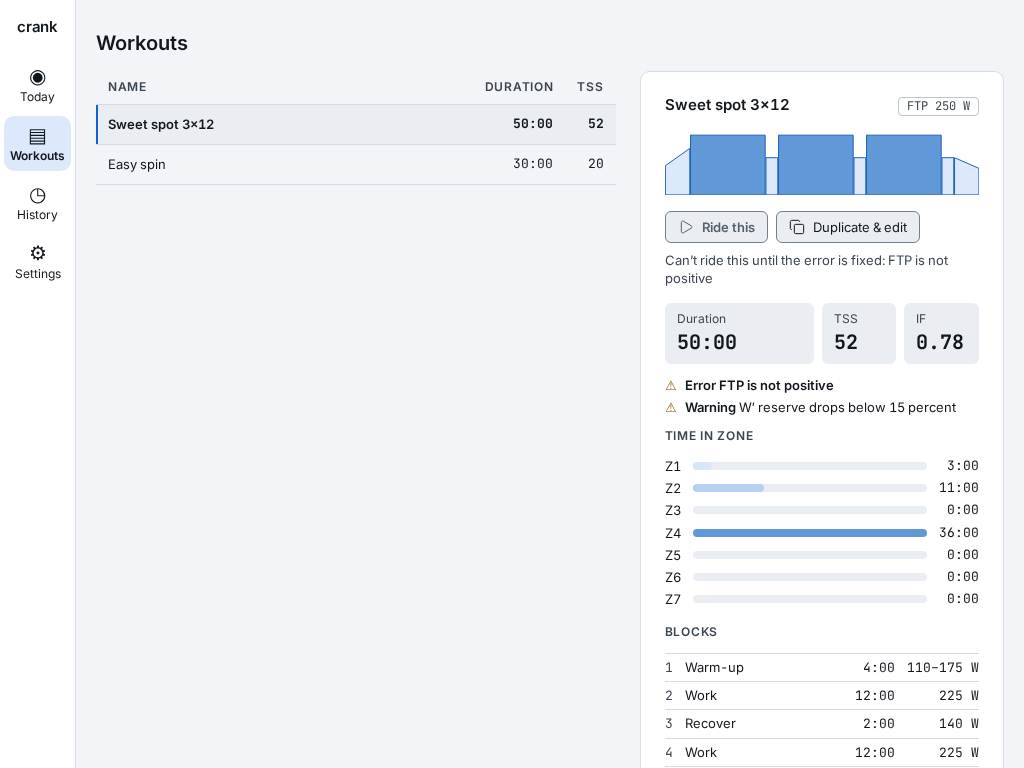 crank
Today
Workouts
History
Settings
Workouts
NAME DURATION TSS
Sweet spot 3×12 50:00 52
Easy spin 30:00 20
Sweet spot 3×12 FTP 250 W
Ride this Duplicate & edit
Can't ride this until the error is fixed: FTP is not
positive
Duration TSS IF
50:00 52 0.78
⚠ Error FTP is not positive
⚠ Warning W′ reserve drops below 15 percent
TIME IN ZONE
Z1 3:00
Z2 11:00
Z3 0:00
Z4 36:00
Z5 0:00
Z6 0:00
Z7 0:00
BLOCKS
1 Warm-up 4:00 110–175 W
2 Work 12:00 225 W
3 Recover 2:00 140 W
4 Work 12:00 225 W